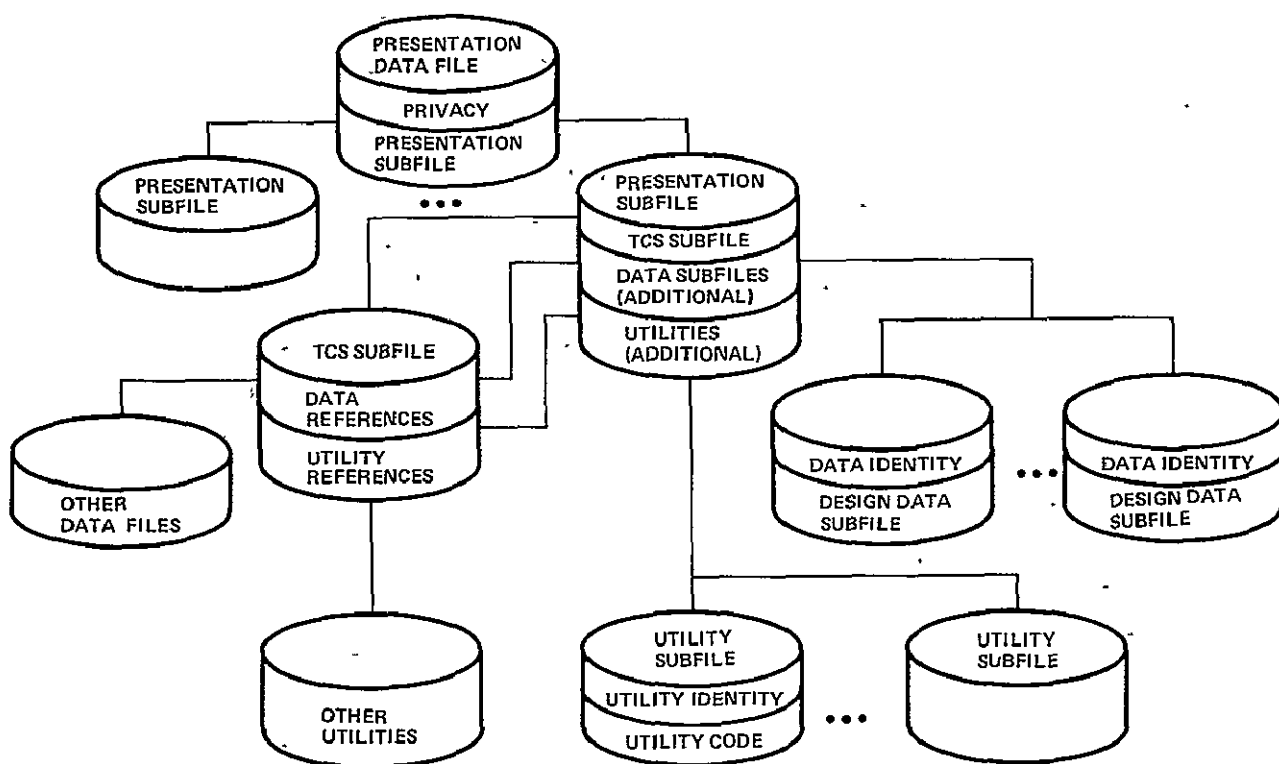 PRESENTATION
DATA FILE
PRIVACY
PRESENTATION
SUBFILE
PRESENTATION
SUBFILE
PRESENTATION
SUBFILE
TCS SUBFILE
DATA SUBFILES
(ADDITIONAL)
UTILITIES
(ADDITIONAL)
TCS SUBFILE
DATA
REFERENCES
UTILITY
REFERENCES
OTHER
DATA FILES
DATA IDENTITY
DESIGN DATA
SUBFILE
DATA IDENTITY
DESIGN DATA
SUBFILE
OTHER
UTILITIES
UTILITY
SUBFILE
UTILITY IDENTITY
UTILITY CODE
UTILITY
SUBFILE